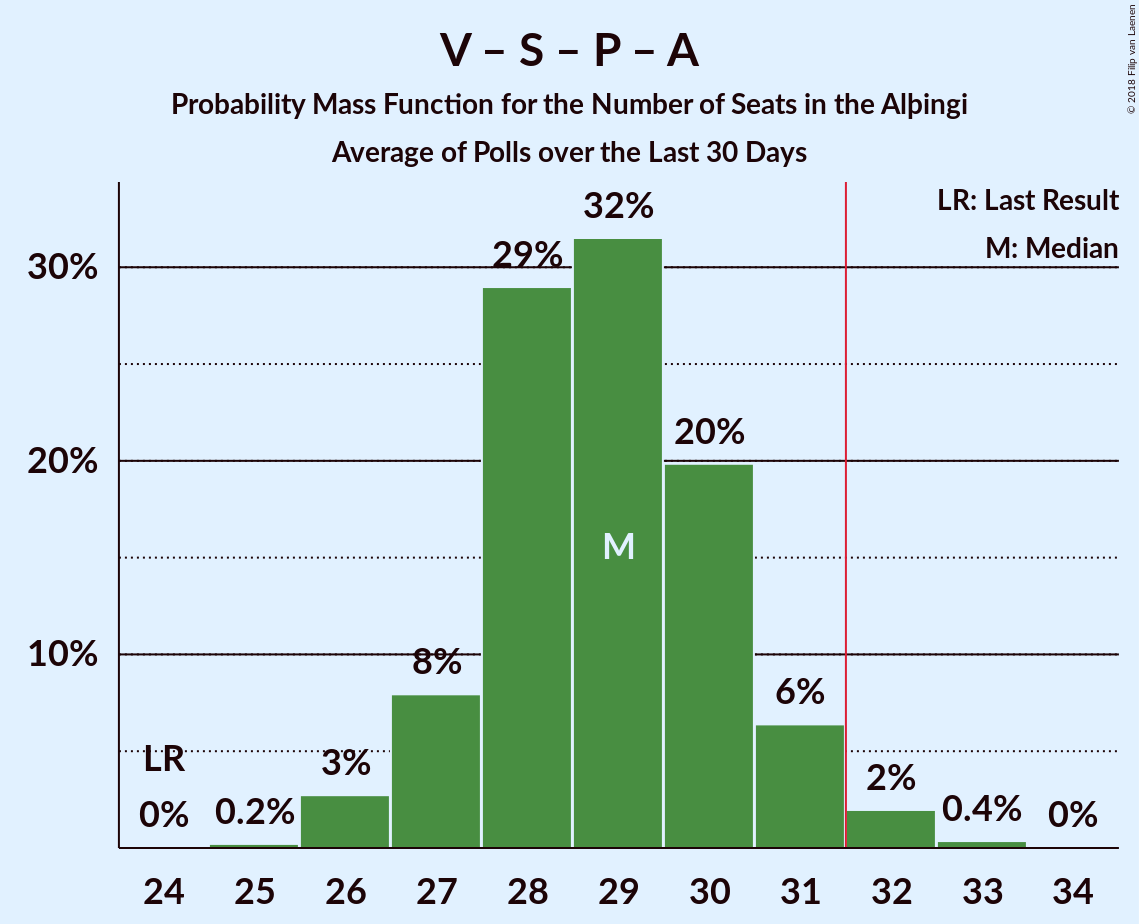 V – S – P – A
Probability Mass Function for the Number of Seats in the Alþingi
Average of Polls over the Last 30 Days
© 2018 Filip van Laenen
LR: Last Result
M: Median
30%
20%
10%
LR
0%
0.2%
3%
8%
29%
32%
M
20%
6%
2%
0.4%
0%
24 25 26 27 28 29 30 31 32 33 34